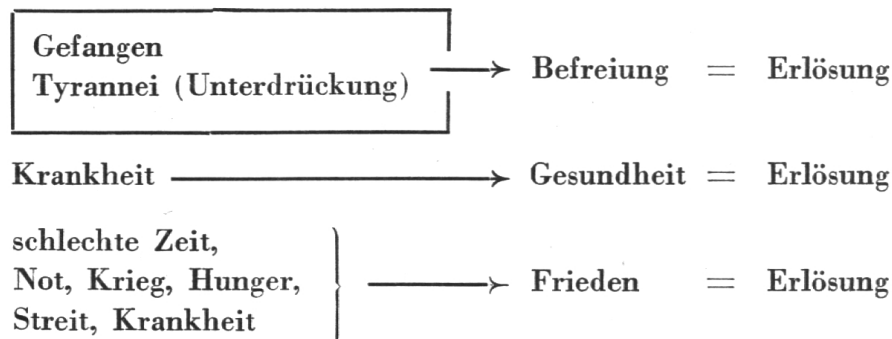 Gefangen
Tyrannei (Unterdrückung) → Befreiung = Erlösung
Krankheit → Gesundheit = Erlösung
schlechte Zeit,
Not, Krieg, Hunger, → Frieden = Erlösung
Streit, Krankheit